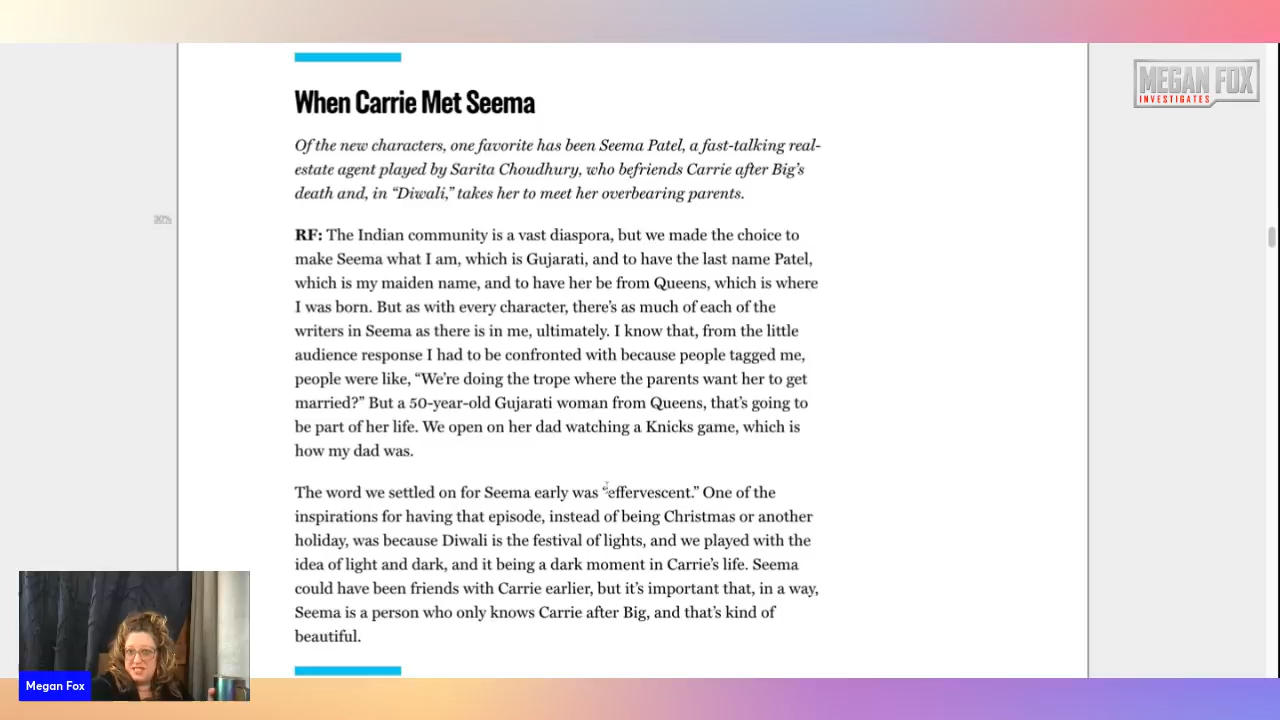 MEGAN FOX
INVESTIGATES
When Carrie Met Seema
Of the new characters, one favorite has been Seema Patel, a fast-talking real-
estate agent played by Sarita Choudhury, who befriends Carrie after Big's
death and, in “Diwali,” takes her to meet her overbearing parents.
30%
RF: The Indian community is a vast diaspora, but we made the choice to
make Seema what I am, which is Gujarati, and to have the last name Patel,
which is my maiden name, and to have her be from Queens, which is where
I was born. But as with every character, there's as much of each of the
writers in Seema as there is in me, ultimately. I know that, from the little
audience response I had to be confronted with because people tagged me,
people were like, “We're doing the trope where the parents want her to get
married?” But a 50-year-old Gujarati woman from Queens, that's going to
be part of her life. We open on her dad watching a Knicks game, which is
how my dad was.
The word we settled on for Seema early was “effervescent.” One of the
inspirations for having that episode, instead of being Christmas or another
holiday, was because Diwali is the festival of lights, and we played with the
idea of light and dark, and it being a dark moment in Carrie's life. Seema
could have been friends with Carrie earlier, but it's important that, in a way,
Seema is a person who only knows Carrie after Big, and that's kind of
beautiful.
Megan Fox